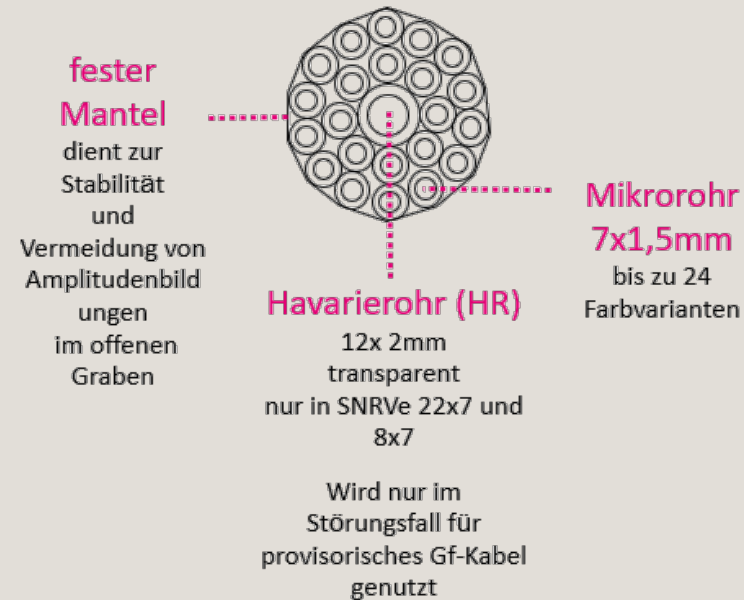 fester
Mantel
dient zur
Stabilität
und
Vermeidung von
Amplitudenbild
ungen
im offenen
Graben
Havarierohr (HR)
12x 2mm
transparent
nur in SNRVe 22x7 und
8x7
Wird nur im
Störungsfall für
provisorisches Gf-Kabel
genutzt
Mikrorohr
7x1,5mm
bis zu 24
Farbvarianten